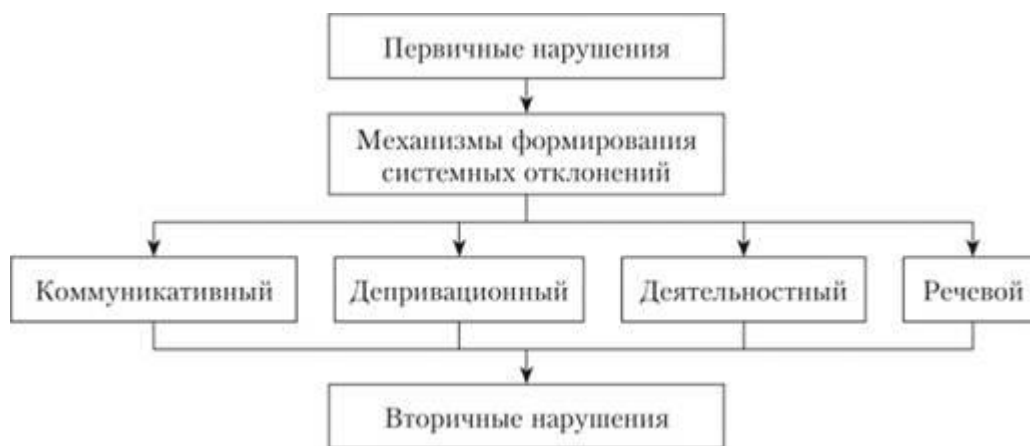 Первичные нарушения
Механизмы формирования
системных отклонений
Коммуникативный
Депривационный
Деятельностный
Речевой
Вторичные нарушения